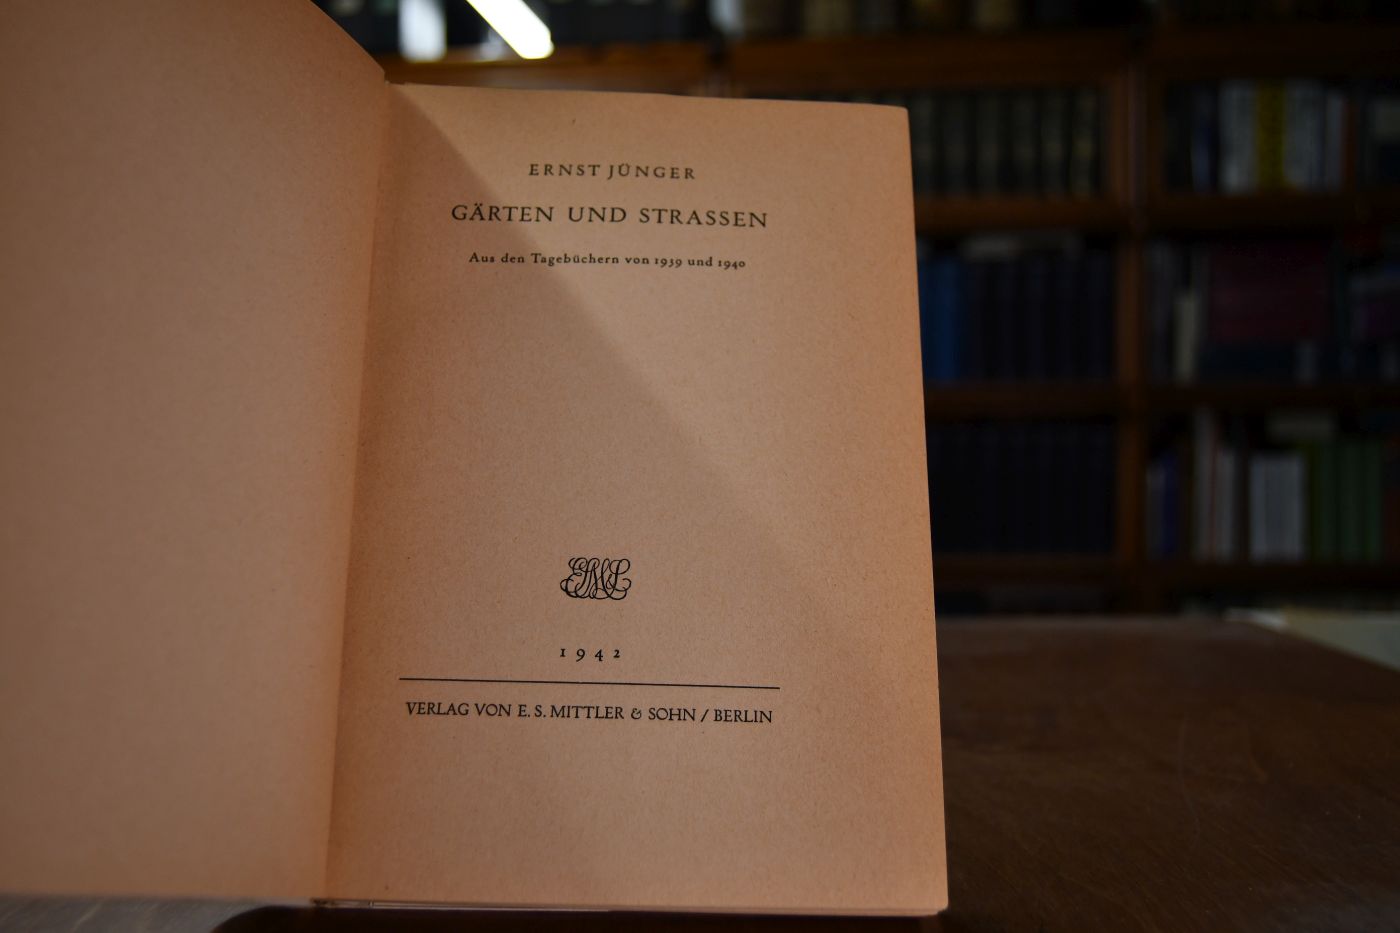 ERNST JÜNGER
GÄRTEN UND STRASSEN
Aus den Tagebüchern von 1939 und 1940
1942
VERLAG VON E. S. MITTLER & SOHN / BERLIN